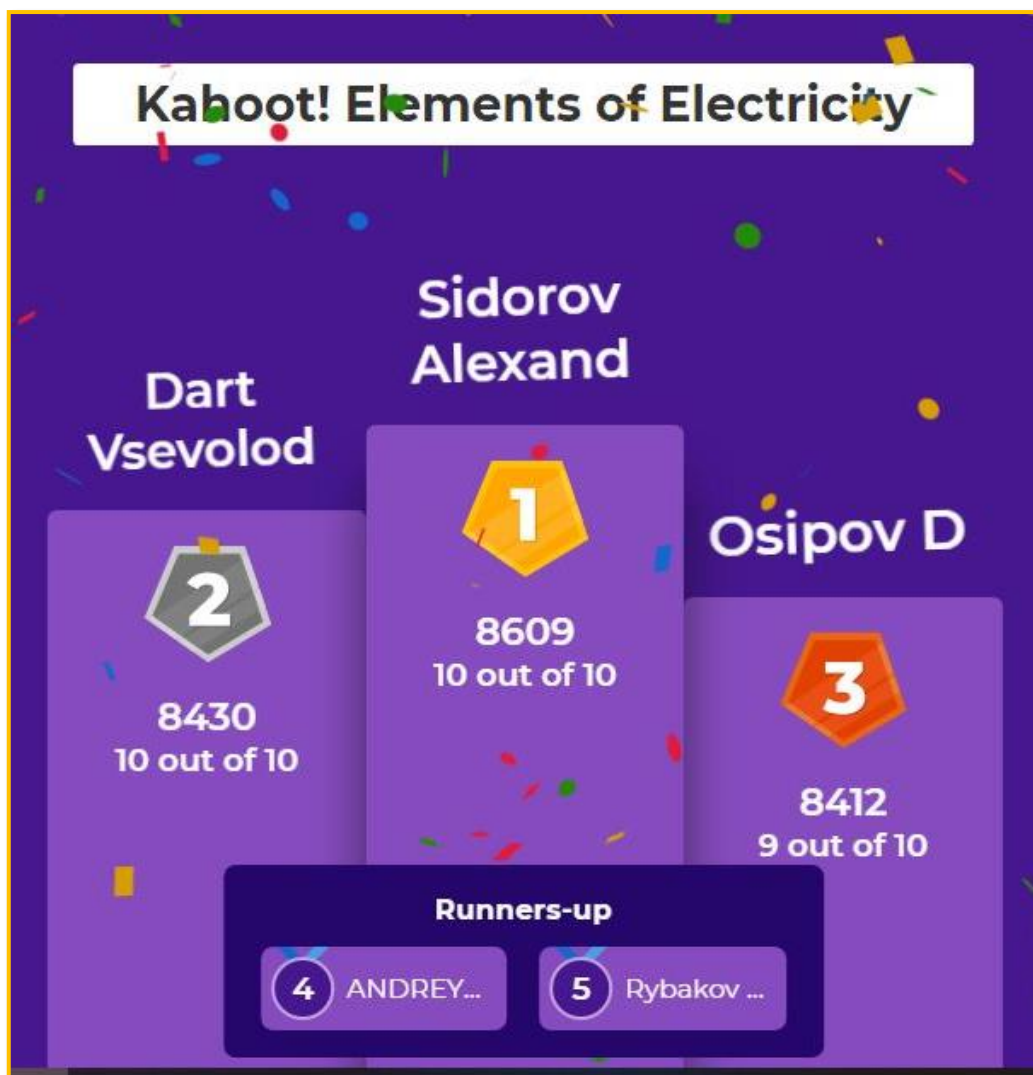 Kahoot! Elements of Electricity
Sidorov
Alexand
Dart
Vsevolod
Osipov D
1
8609
10 out of 10
2
8430
10 out of 10
3
8412
9 out of 10
Runners-up
4 ANDREY...
5 Rybakov ...